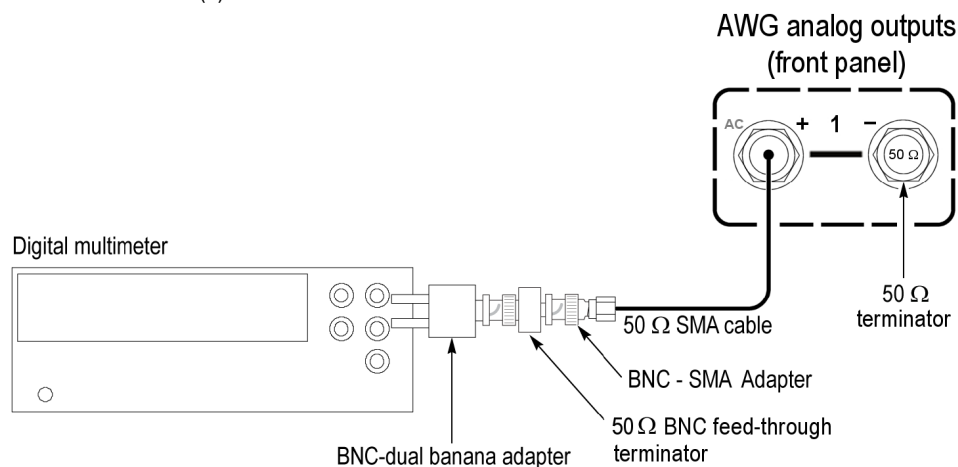 AWG analog outputs
(front panel)
AC
+ 1 −
50 Ω
Digital multimeter
50 Ω SMA cable
50 Ω
terminator
BNC - SMA Adapter
50 Ω BNC feed-through
terminator
BNC-dual banana adapter